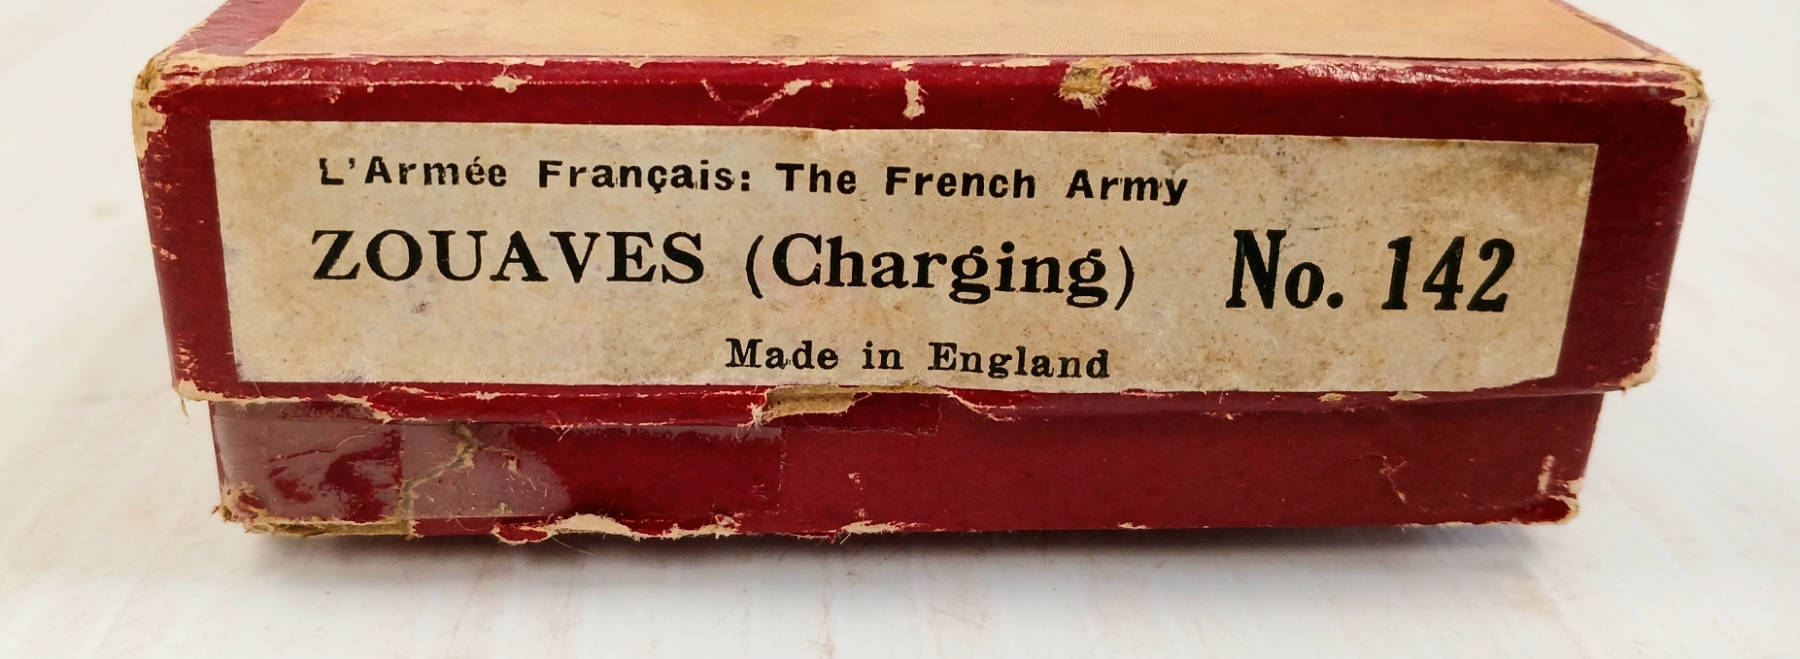 L'Armée Français: The French Army
ZOUAVES (Charging) No. 142
Made in England